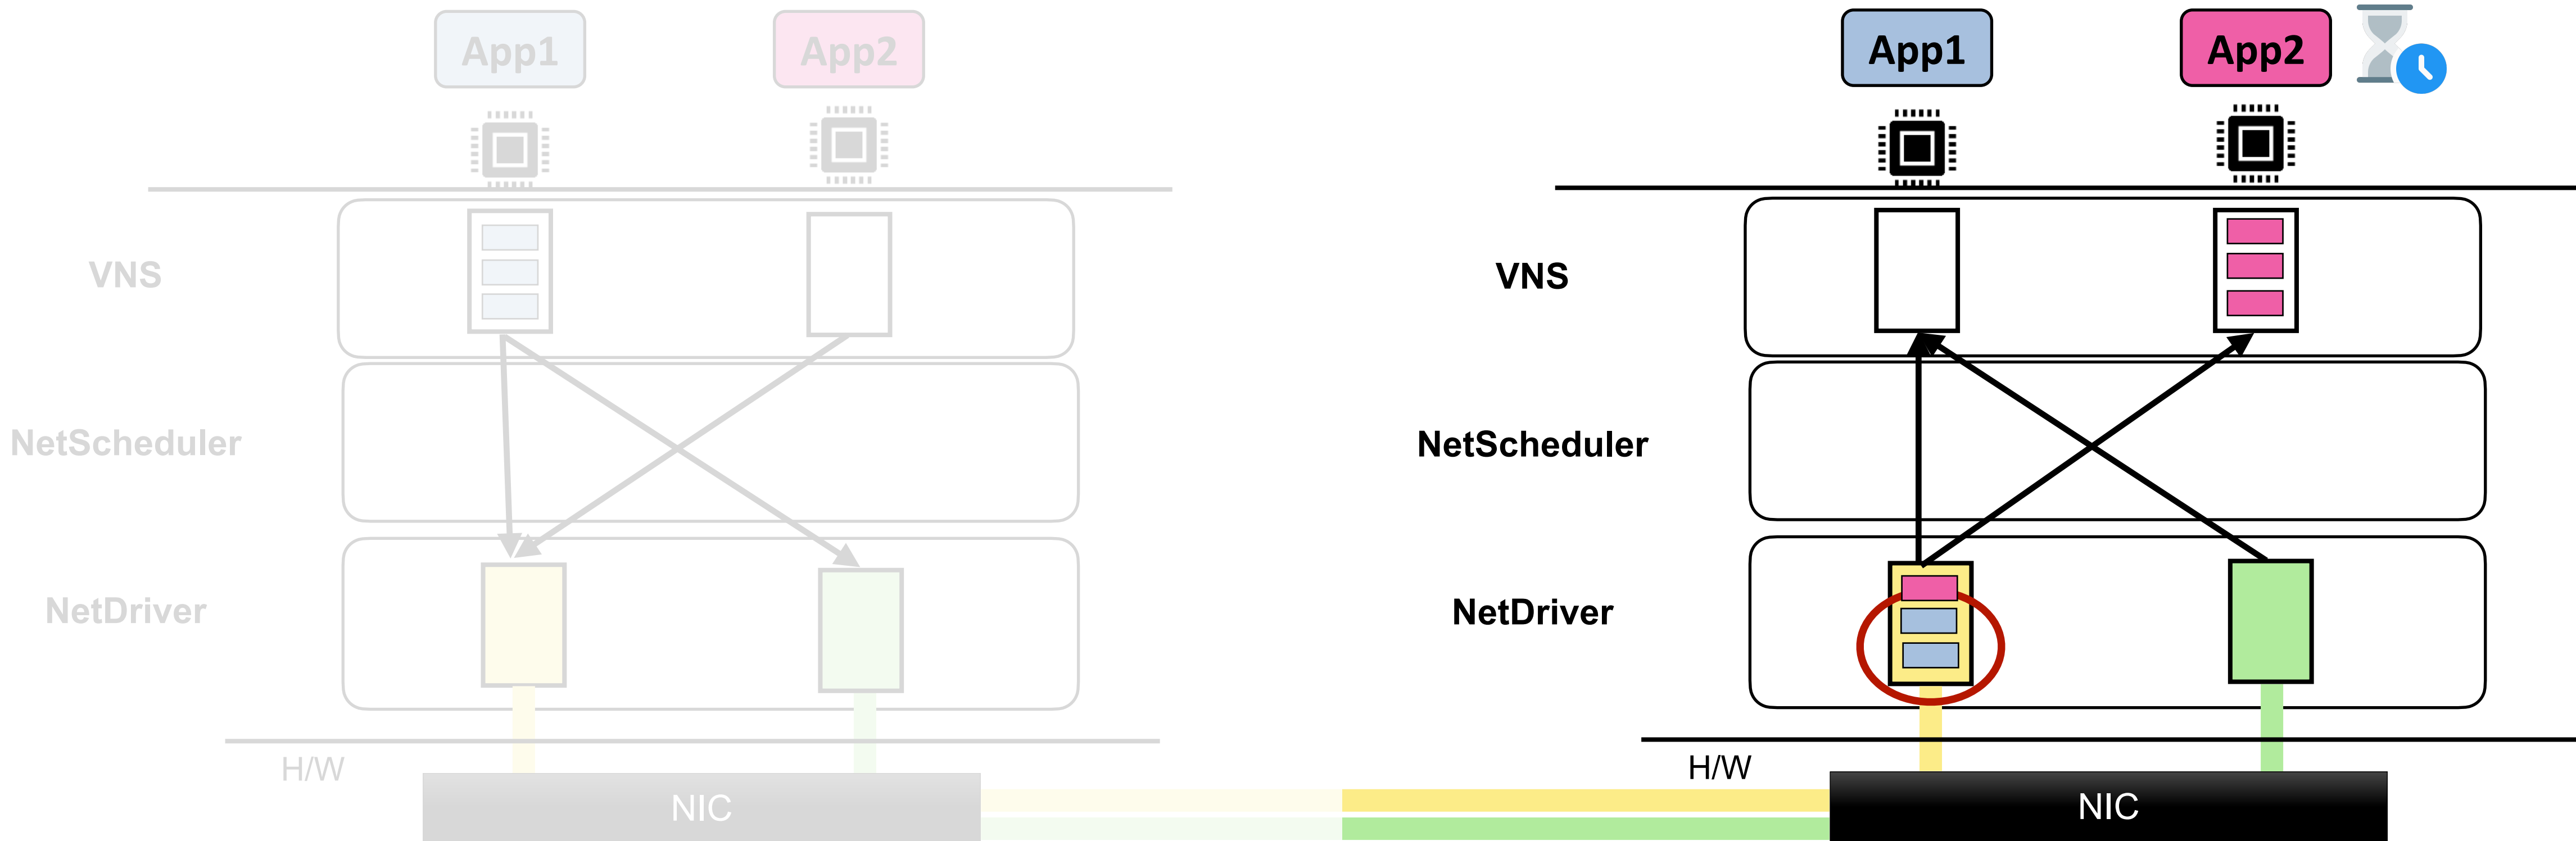 App1
App2
VNS
NetScheduler
NetDriver
H/W
NIC
App1
App2
VNS
NetScheduler
NetDriver
H/W
NIC